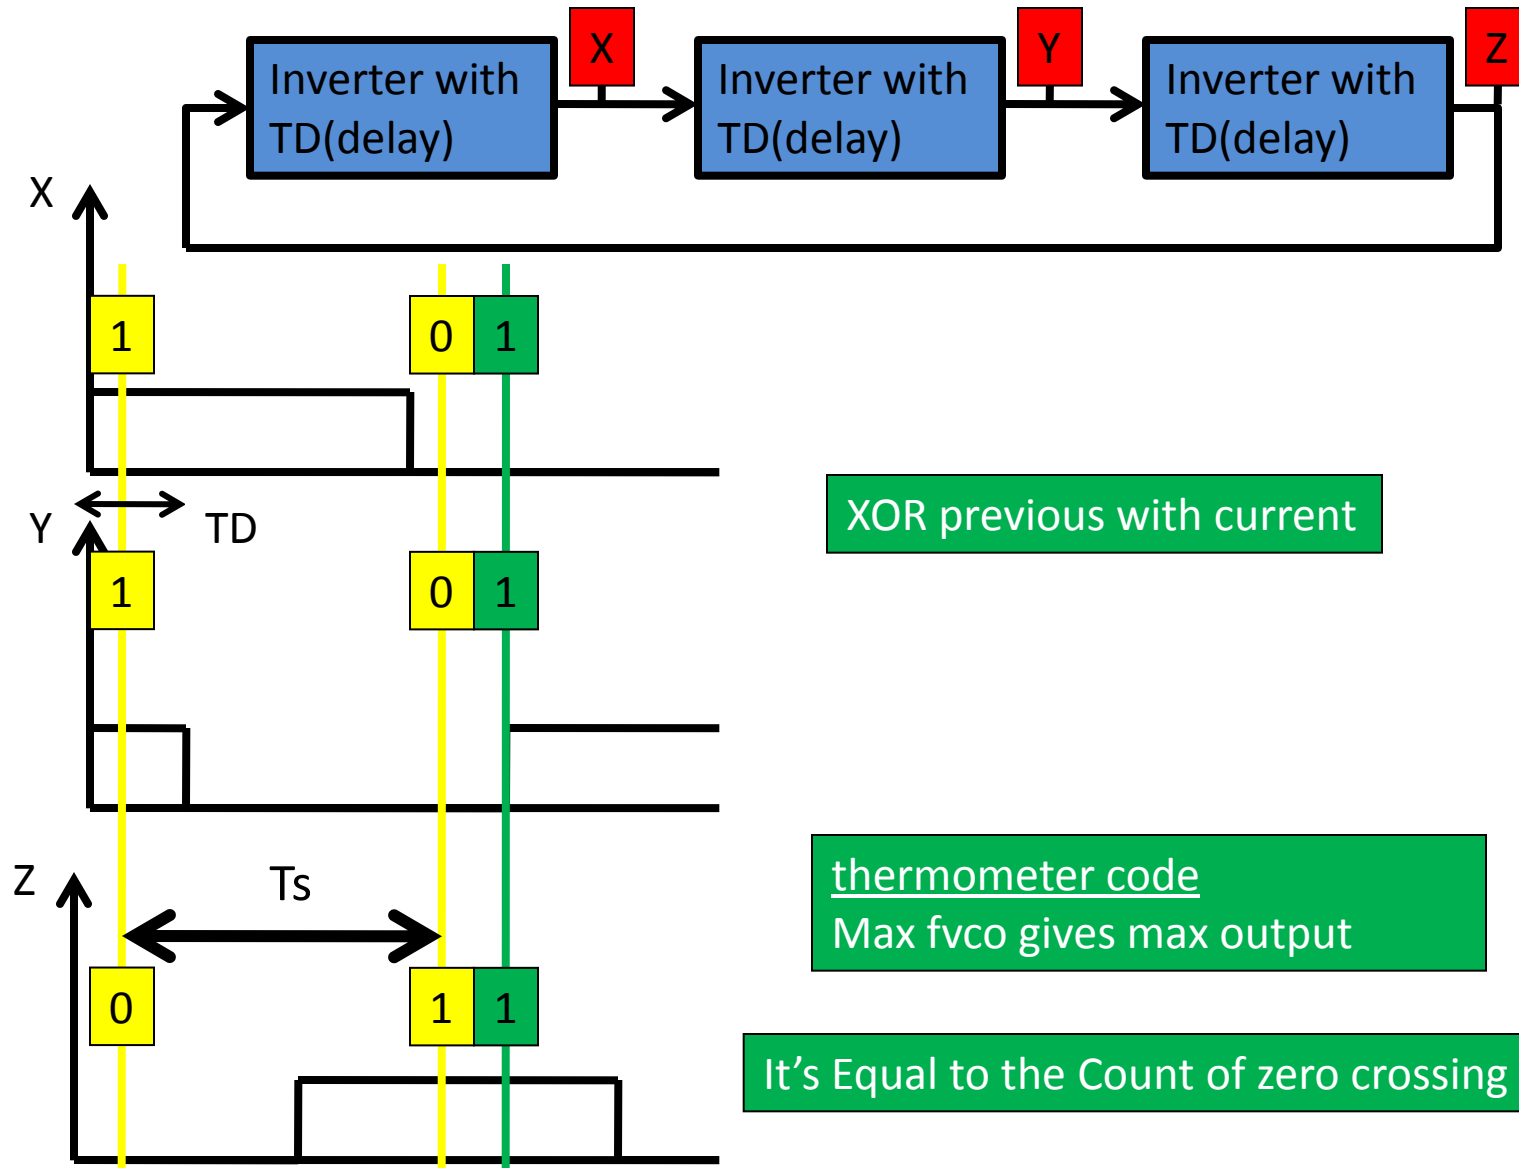 X
Y
Z
Inverter with
TD(delay)
Inverter with
TD(delay)
Inverter with
TD(delay)
X
1
0
1
XOR previous with current
TD
Y
1
0
1
Z
Ts
thermometer code
Max fvco gives max output
0
1
1
It's Equal to the Count of zero crossing